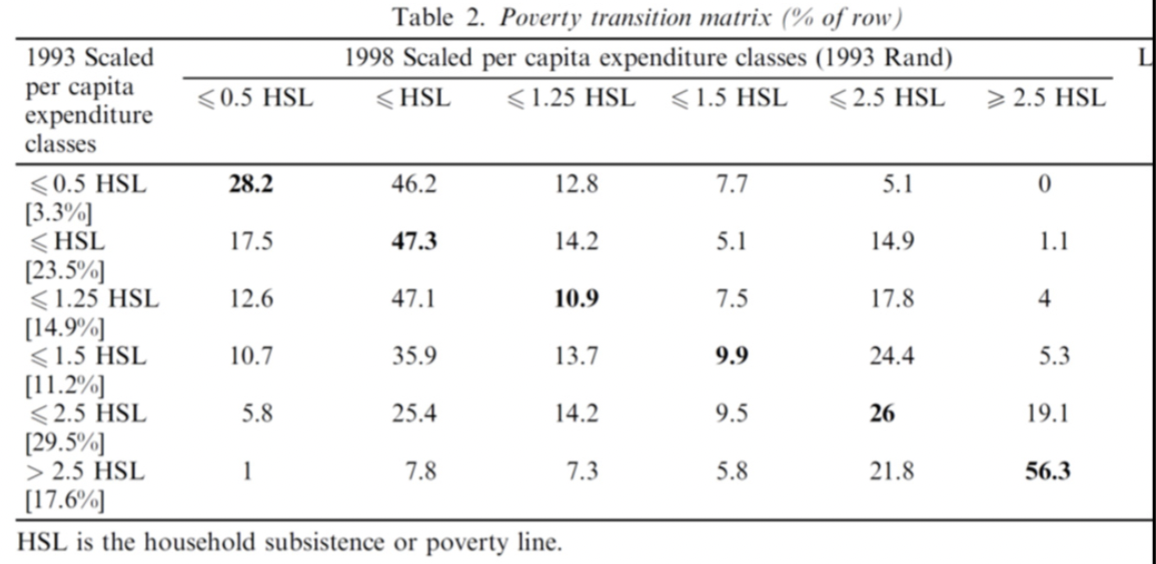 Table 2. Poverty transition matrix (% of row)
1993 Scaled per capita expenditure classes 1998 Scaled per capita expenditure classes (1993 Rand) L
⩽0.5 HSL ⩽HSL ⩽1.25 HSL ⩽1.5 HSL ⩽2.5 HSL ⩾2.5 HSL
⩽0.5 HSL 28.2 46.2 12.8 7.7 5.1 0
[3.3%]
⩽HSL 17.5 47.3 14.2 5.1 14.9 1.1
[23.5%]
⩽1.25 HSL 12.6 47.1 10.9 7.5 17.8 4
[14.9%]
⩽1.5 HSL 10.7 35.9 13.7 9.9 24.4 5.3
[11.2%]
⩽2.5 HSL 5.8 25.4 14.2 9.5 26 19.1
[29.5%]
> 2.5 HSL 1 7.8 7.3 5.8 21.8 56.3
[17.6%]
HSL is the household subsistence or poverty line.